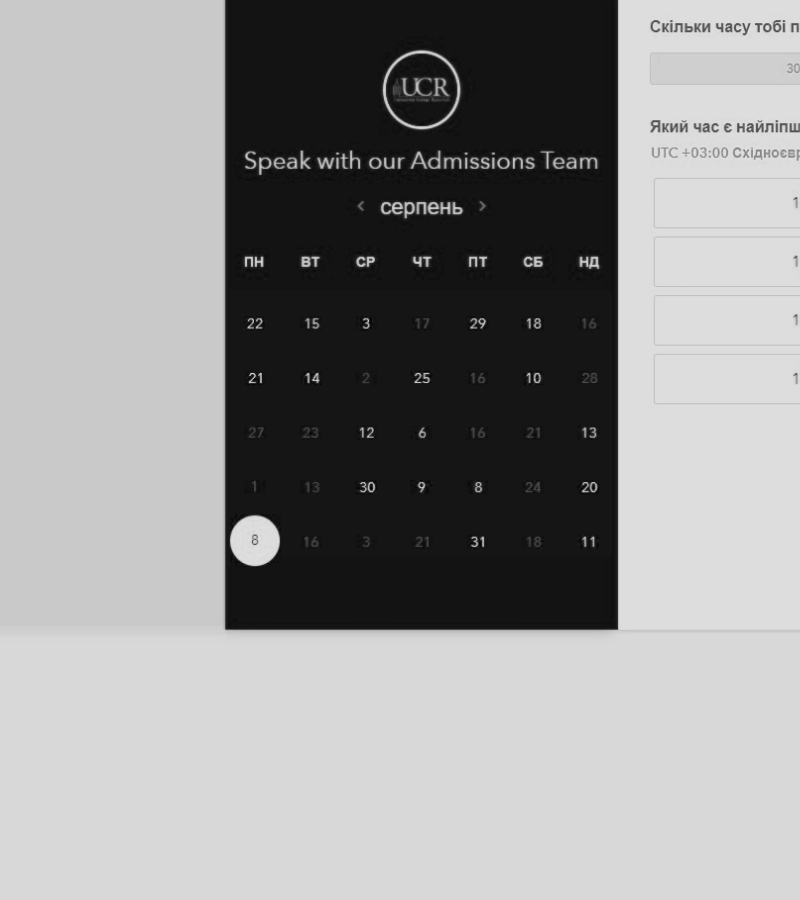 UCR
Speak with our Admissions Team
< серпень >
ПН ВТ СР ЧТ ПТ СБ НД
22 15 3 17 29 18 16
21 14 2 25 16 10 28
27 23 12 6 16 21 13
1 13 30 9 8 24 20
8 16 3 21 31 18 11
Скільки часу тобі п
30
Який час є найліпш
UTC +03:00 Східноєвр
1
1
1
1